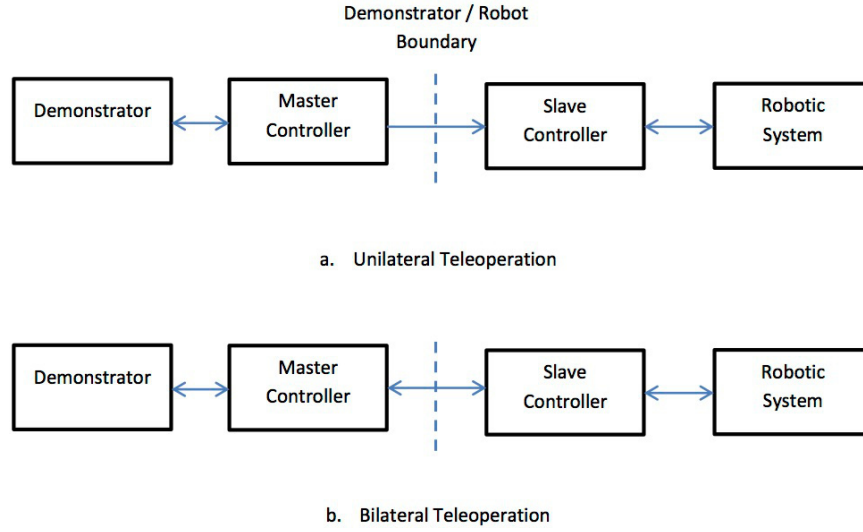 Demonstrator / Robot
Boundary
Demonstrator
Master
Controller
Slave
Controller
Robotic
System
a. Unilateral Teleoperation
Demonstrator
Master
Controller
Slave
Controller
Robotic
System
b. Bilateral Teleoperation